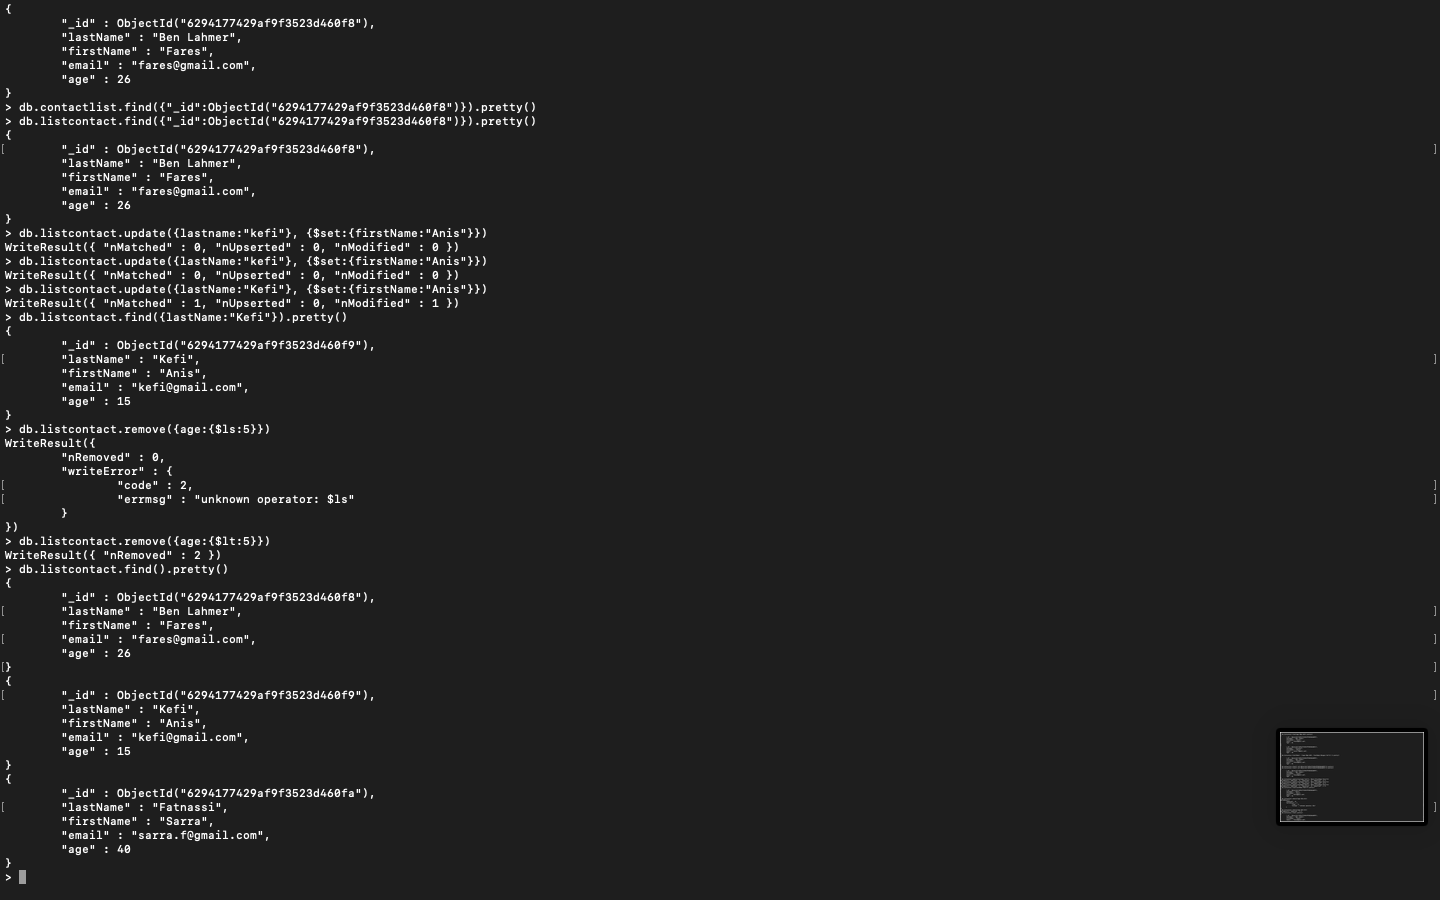 {
        "_id" : ObjectId("6294177429af9f3523d460f8"),
        "lastName" : "Ben Lahmer",
        "firstName" : "Fares",
        "email" : "fares@gmail.com",
        "age" : 26
}
> db.contactlist.find({"_id":ObjectId("6294177429af9f3523d460f8")}).pretty()
> db.listcontact.find({"_id":ObjectId("6294177429af9f3523d460f8")}).pretty()
{
[        "_id" : ObjectId("6294177429af9f3523d460f8"), ]
        "lastName" : "Ben Lahmer",
        "firstName" : "Fares",
        "email" : "fares@gmail.com",
        "age" : 26
}
> db.listcontact.update({lastname:"kefi"}, {$set:{firstName:"Anis"}})
WriteResult({ "nMatched" : 0, "nUpserted" : 0, "nModified" : 0 })
> db.listcontact.update({lastName:"kefi"}, {$set:{firstName:"Anis"}})
WriteResult({ "nMatched" : 0, "nUpserted" : 0, "nModified" : 0 })
> db.listcontact.update({lastName:"Kefi"}, {$set:{firstName:"Anis"}})
WriteResult({ "nMatched" : 1, "nUpserted" : 0, "nModified" : 1 })
> db.listcontact.find({lastName:"Kefi"}).pretty()
{
        "_id" : ObjectId("6294177429af9f3523d460f9"),
[        "lastName" : "Kefi", ]
        "firstName" : "Anis",
        "email" : "kefi@gmail.com",
        "age" : 15
}
> db.listcontact.remove({age:{$ls:5}})
WriteResult({
        "nRemoved" : 0,
        "writeError" : {
[                "code" : 2, ]
[                "errmsg" : "unknown operator: $ls" ]
        }
})
> db.listcontact.remove({age:{$lt:5}})
WriteResult({ "nRemoved" : 2 })
> db.listcontact.find().pretty()
{
        "_id" : ObjectId("6294177429af9f3523d460f8"),
[        "lastName" : "Ben Lahmer", ]
        "firstName" : "Fares",
[        "email" : "fares@gmail.com", ]
        "age" : 26
[} ]
{
[        "_id" : ObjectId("6294177429af9f3523d460f9"), ]
        "lastName" : "Kefi",
        "firstName" : "Anis",
        "email" : "kefi@gmail.com",
        "age" : 15
}
{
        "_id" : ObjectId("6294177429af9f3523d460fa"),
[        "lastName" : "Fatnassi", ]
        "firstName" : "Sarra",
        "email" : "sarra.f@gmail.com",
        "age" : 40
}
>